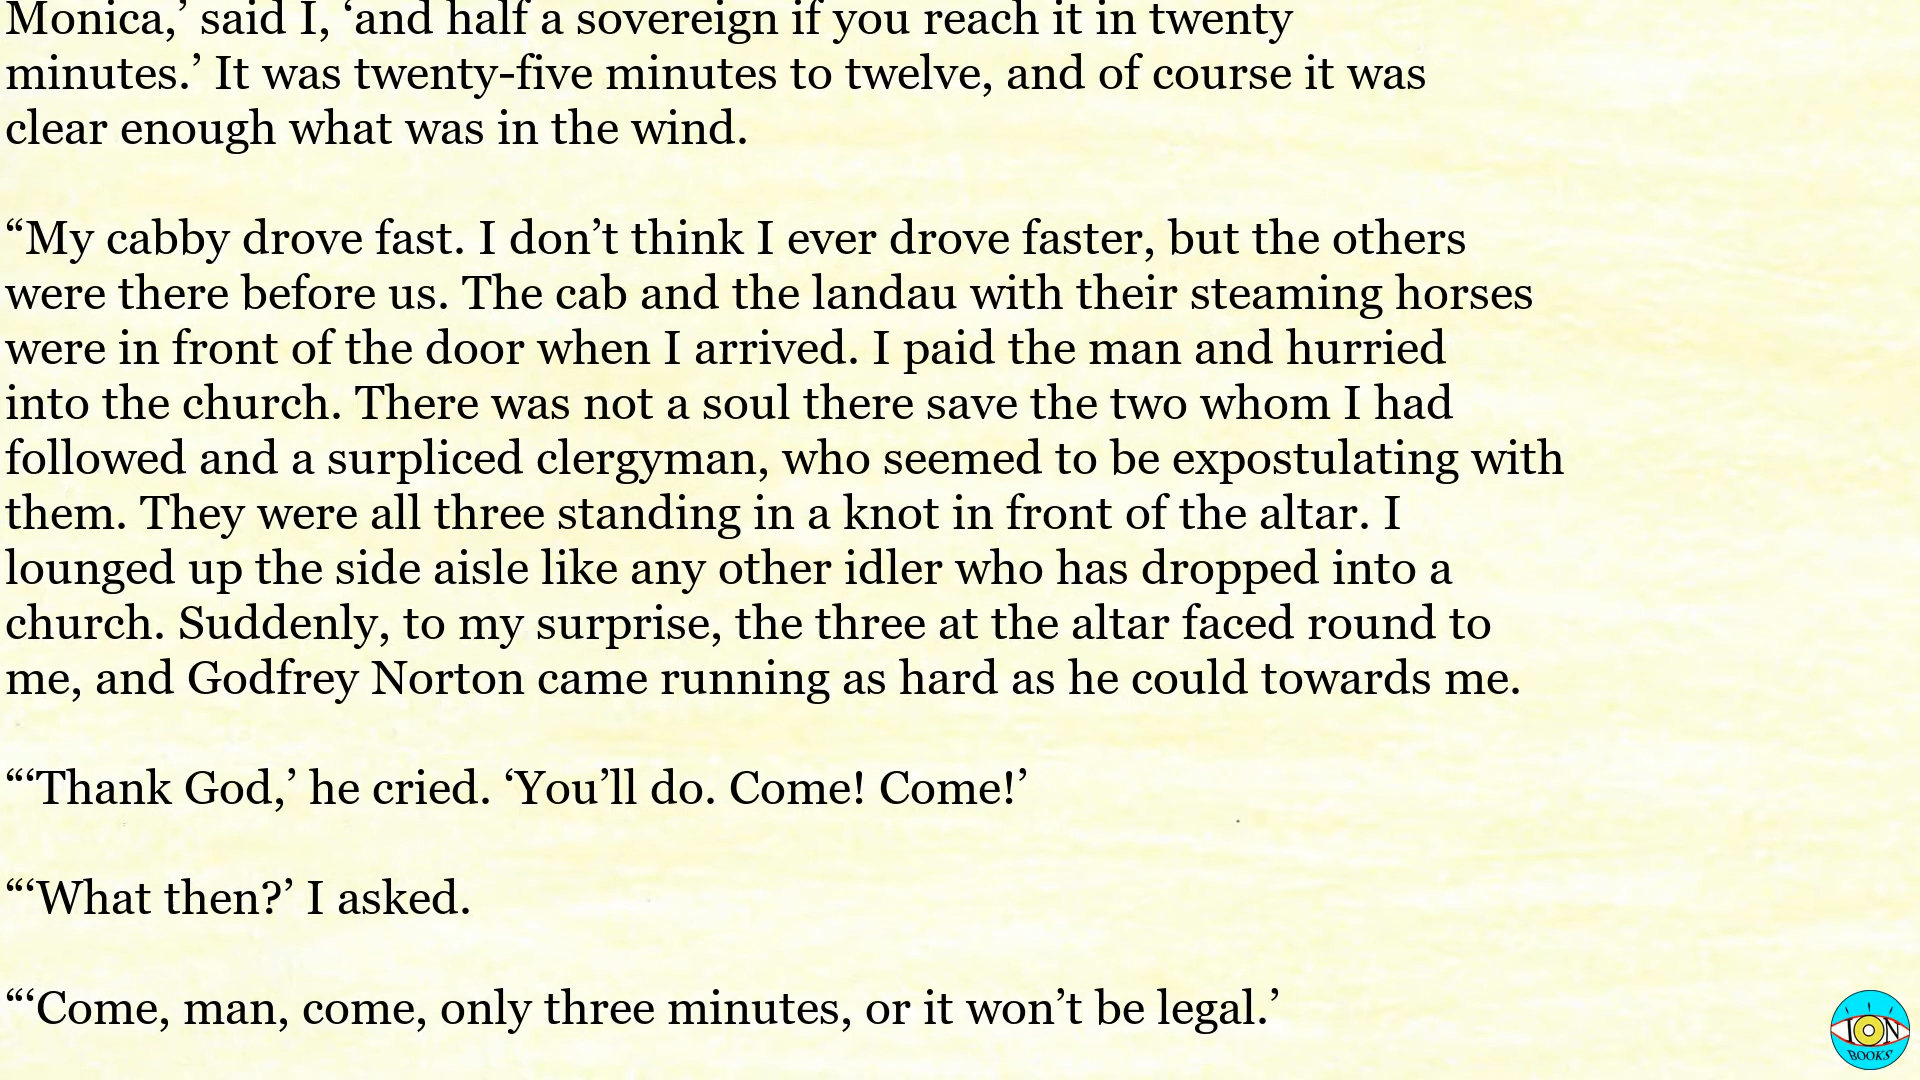 Monica,’ said I, ‘and half a sovereign if you reach it in twenty
minutes.’ It was twenty-five minutes to twelve, and of course it was
clear enough what was in the wind.
“My cabby drove fast. I don’t think I ever drove faster, but the others
were there before us. The cab and the landau with their steaming horses
were in front of the door when I arrived. I paid the man and hurried
into the church. There was not a soul there save the two whom I had
followed and a surpliced clergyman, who seemed to be expostulating with
them. They were all three standing in a knot in front of the altar. I
lounged up the side aisle like any other idler who has dropped into a
church. Suddenly, to my surprise, the three at the altar faced round to
me, and Godfrey Norton came running as hard as he could towards me.
“‘Thank God,’ he cried. ‘You’ll do. Come! Come!’
“‘What then?’ I asked.
“‘Come, man, come, only three minutes, or it won’t be legal.’
ION
BOOKS